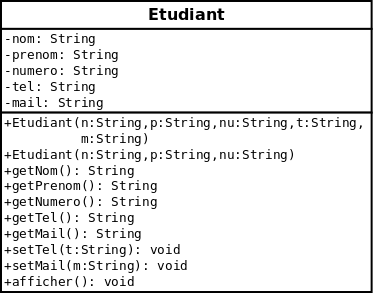 Etudiant
-nom: String
-prenom: String
-numero: String
-tel: String
-mail: String
+Etudiant(n:String,p:String,nu:String,t:String,
m:String)
+Etudiant(n:String,p:String,nu:String)
+getNom(): String
+getPrenom(): String
+getNumero(): String
+getTel(): String
+getMail(): String
+setTel(t:String): void
+setMail(m:String): void
+afficher(): void